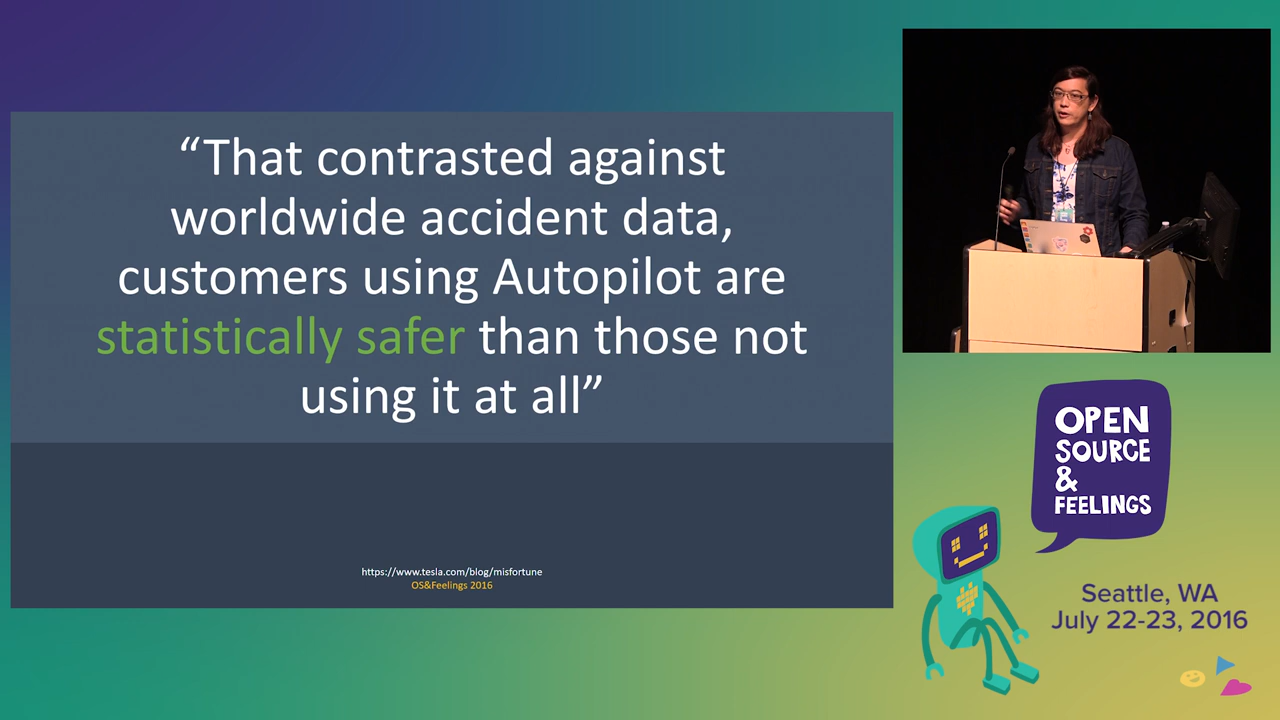 “That contrasted against
worldwide accident data,
customers using Autopilot are
statistically safer than those not
using it at all”
https://www.tesla.com/blog/misfortune
OS&Feelings 2016
OPEN
SOURCE
&
FEELINGS
Seattle, WA
July 22-23, 2016